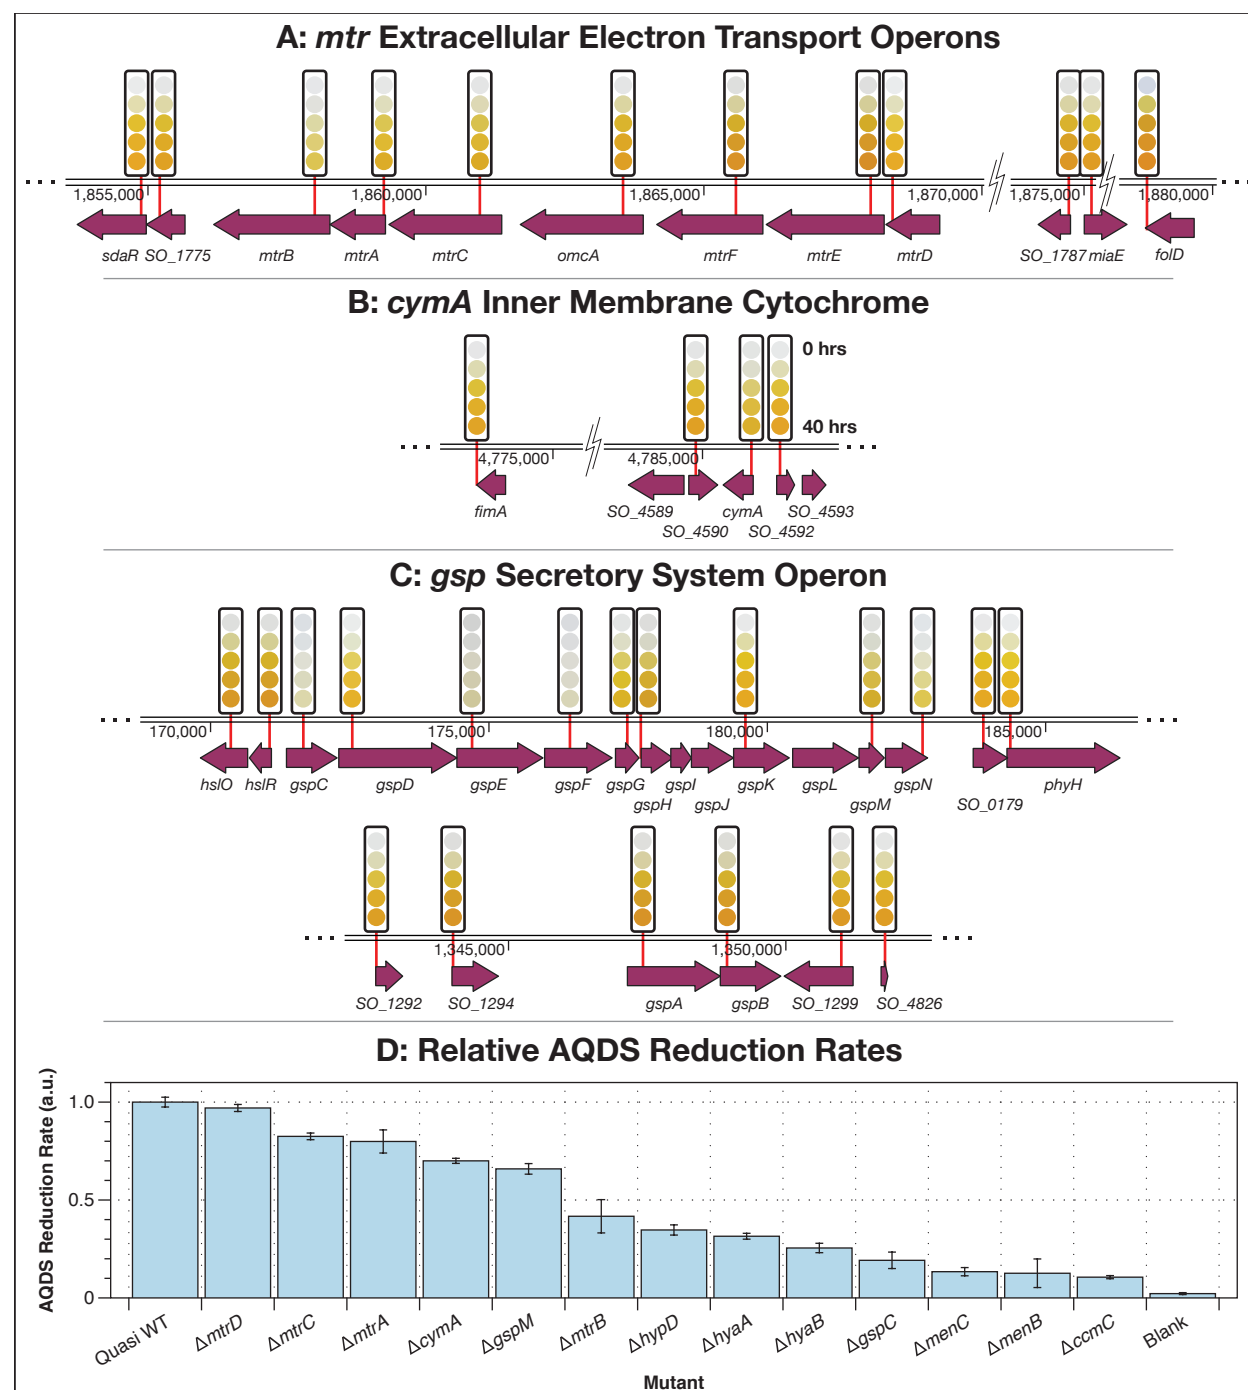 A: mtr Extracellular Electron Transport Operons
1,855,000 1,860,000 1,865,000 1,870,000 1,875,000 1,880,000
sdaR SO_1775 mtrB mtrA mtrC omcA mtrF mtrE mtrD SO_1787 miaE folD
B: cymA Inner Membrane Cytochrome
0 hrs
40 hrs
4,775,000 4,785,000
fimA SO_4589 cymA SO_4593
SO_4590 SO_4592
C: gsp Secretory System Operon
170,000 175,000 180,000 185,000
hslO hslR gspC gspD gspE gspF gspG gspI gspK gspL gspN phyH
gspH gspJ gspM SO_0179
1,345,000 1,350,000
SO_1292 SO_1294 gspA gspB SO_1299 SO_4826
D: Relative AQDS Reduction Rates
AQDS Reduction Rate (a.u.)
1.0
0.5
0
Quasi WT ΔmtrD ΔmtrC ΔmtrA ΔcymA ΔgspM ΔmtrB ΔhypD ΔhyaA ΔhyaB ΔgspC ΔmenC ΔmenB ΔccmC Blank
Mutant